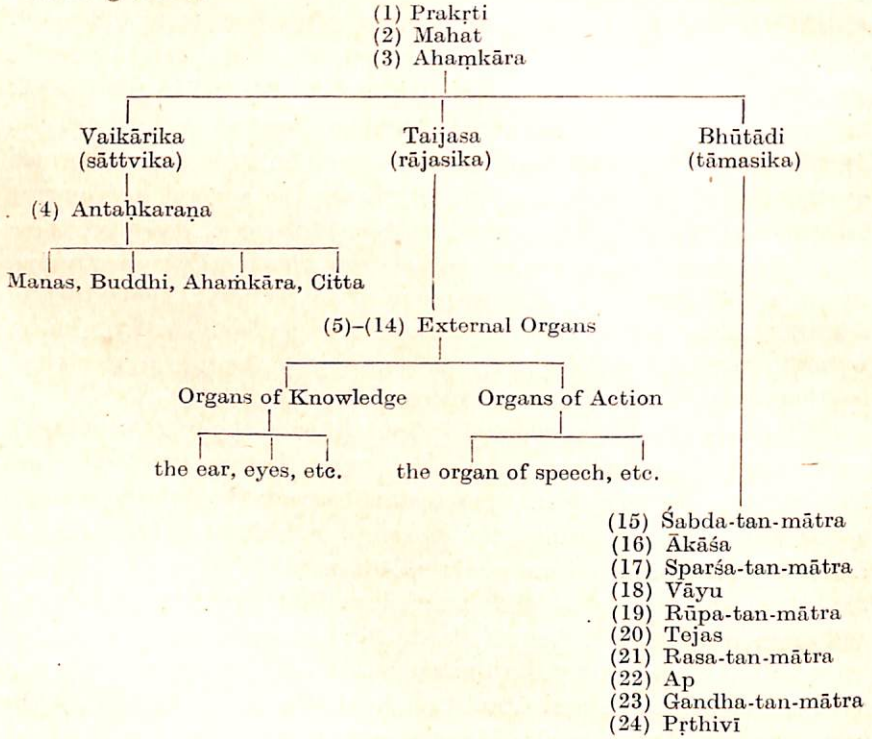 (1) Prakṛti
(2) Mahat
(3) Ahaṃkāra
Vaikārika
(sāttvika)
Taijasa
(rājasika)
Bhūtādi
(tāmasika)
(4) Antaḥkaraṇa
Manas, Buddhi, Ahaṁkāra, Citta
(5)–(14) External Organs
Organs of Knowledge
Organs of Action
the ear, eyes, etc.
the organ of speech, etc.
(15) Śabda-tan-mātra
(16) Ākāśa
(17) Sparśa-tan-mātra
(18) Vāyu
(19) Rūpa-tan-mātra
(20) Tejas
(21) Rasa-tan-mātra
(22) Ap
(23) Gandha-tan-mātra
(24) Pṛthivī